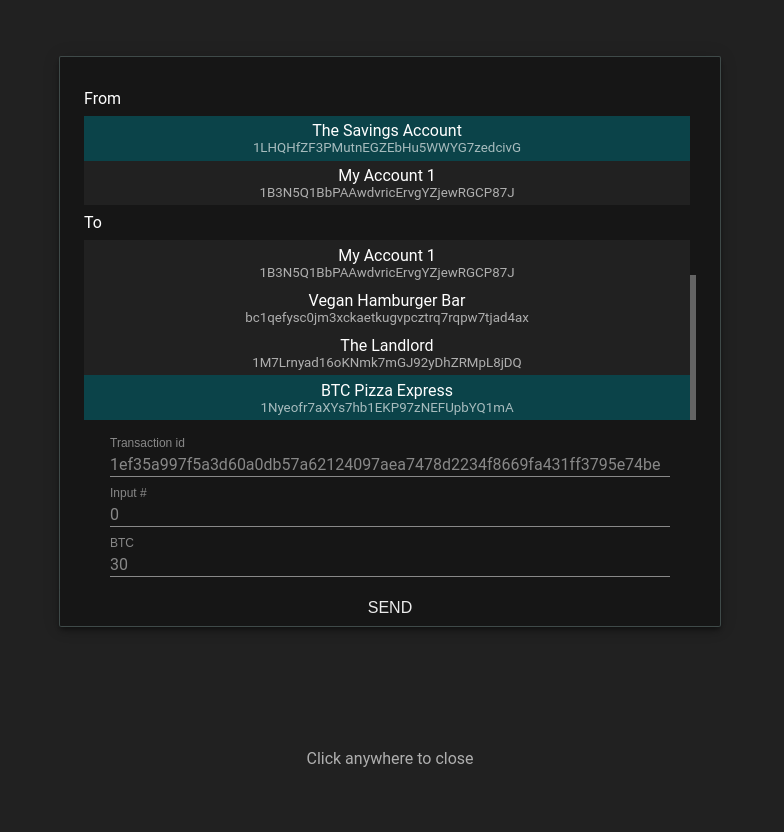 From
The Savings Account
1LHQHfZF3PMutnEGZEbHu5WWYG7zedcivG
My Account 1
1B3N5Q1BbPAAwdvricErvgYZjewRGCP87J
To
My Account 1
1B3N5Q1BbPAAwdvricErvgYZjewRGCP87J
Vegan Hamburger Bar
bc1qefysc0jm3xckaetkugvpcztrq7rqpw7tjad4ax
The Landlord
1M7Lrnyad16oKNmk7mGJ92yDhZRMpL8jDQ
BTC Pizza Express
1Nyeofr7aXYs7hb1EKP97zNEFUpbYQ1mA
Transaction id
1ef35a997f5a3d60a0db57a62124097aea7478d2234f8669fa431ff3795e74be
Input #
0
BTC
30
SEND
Click anywhere to close